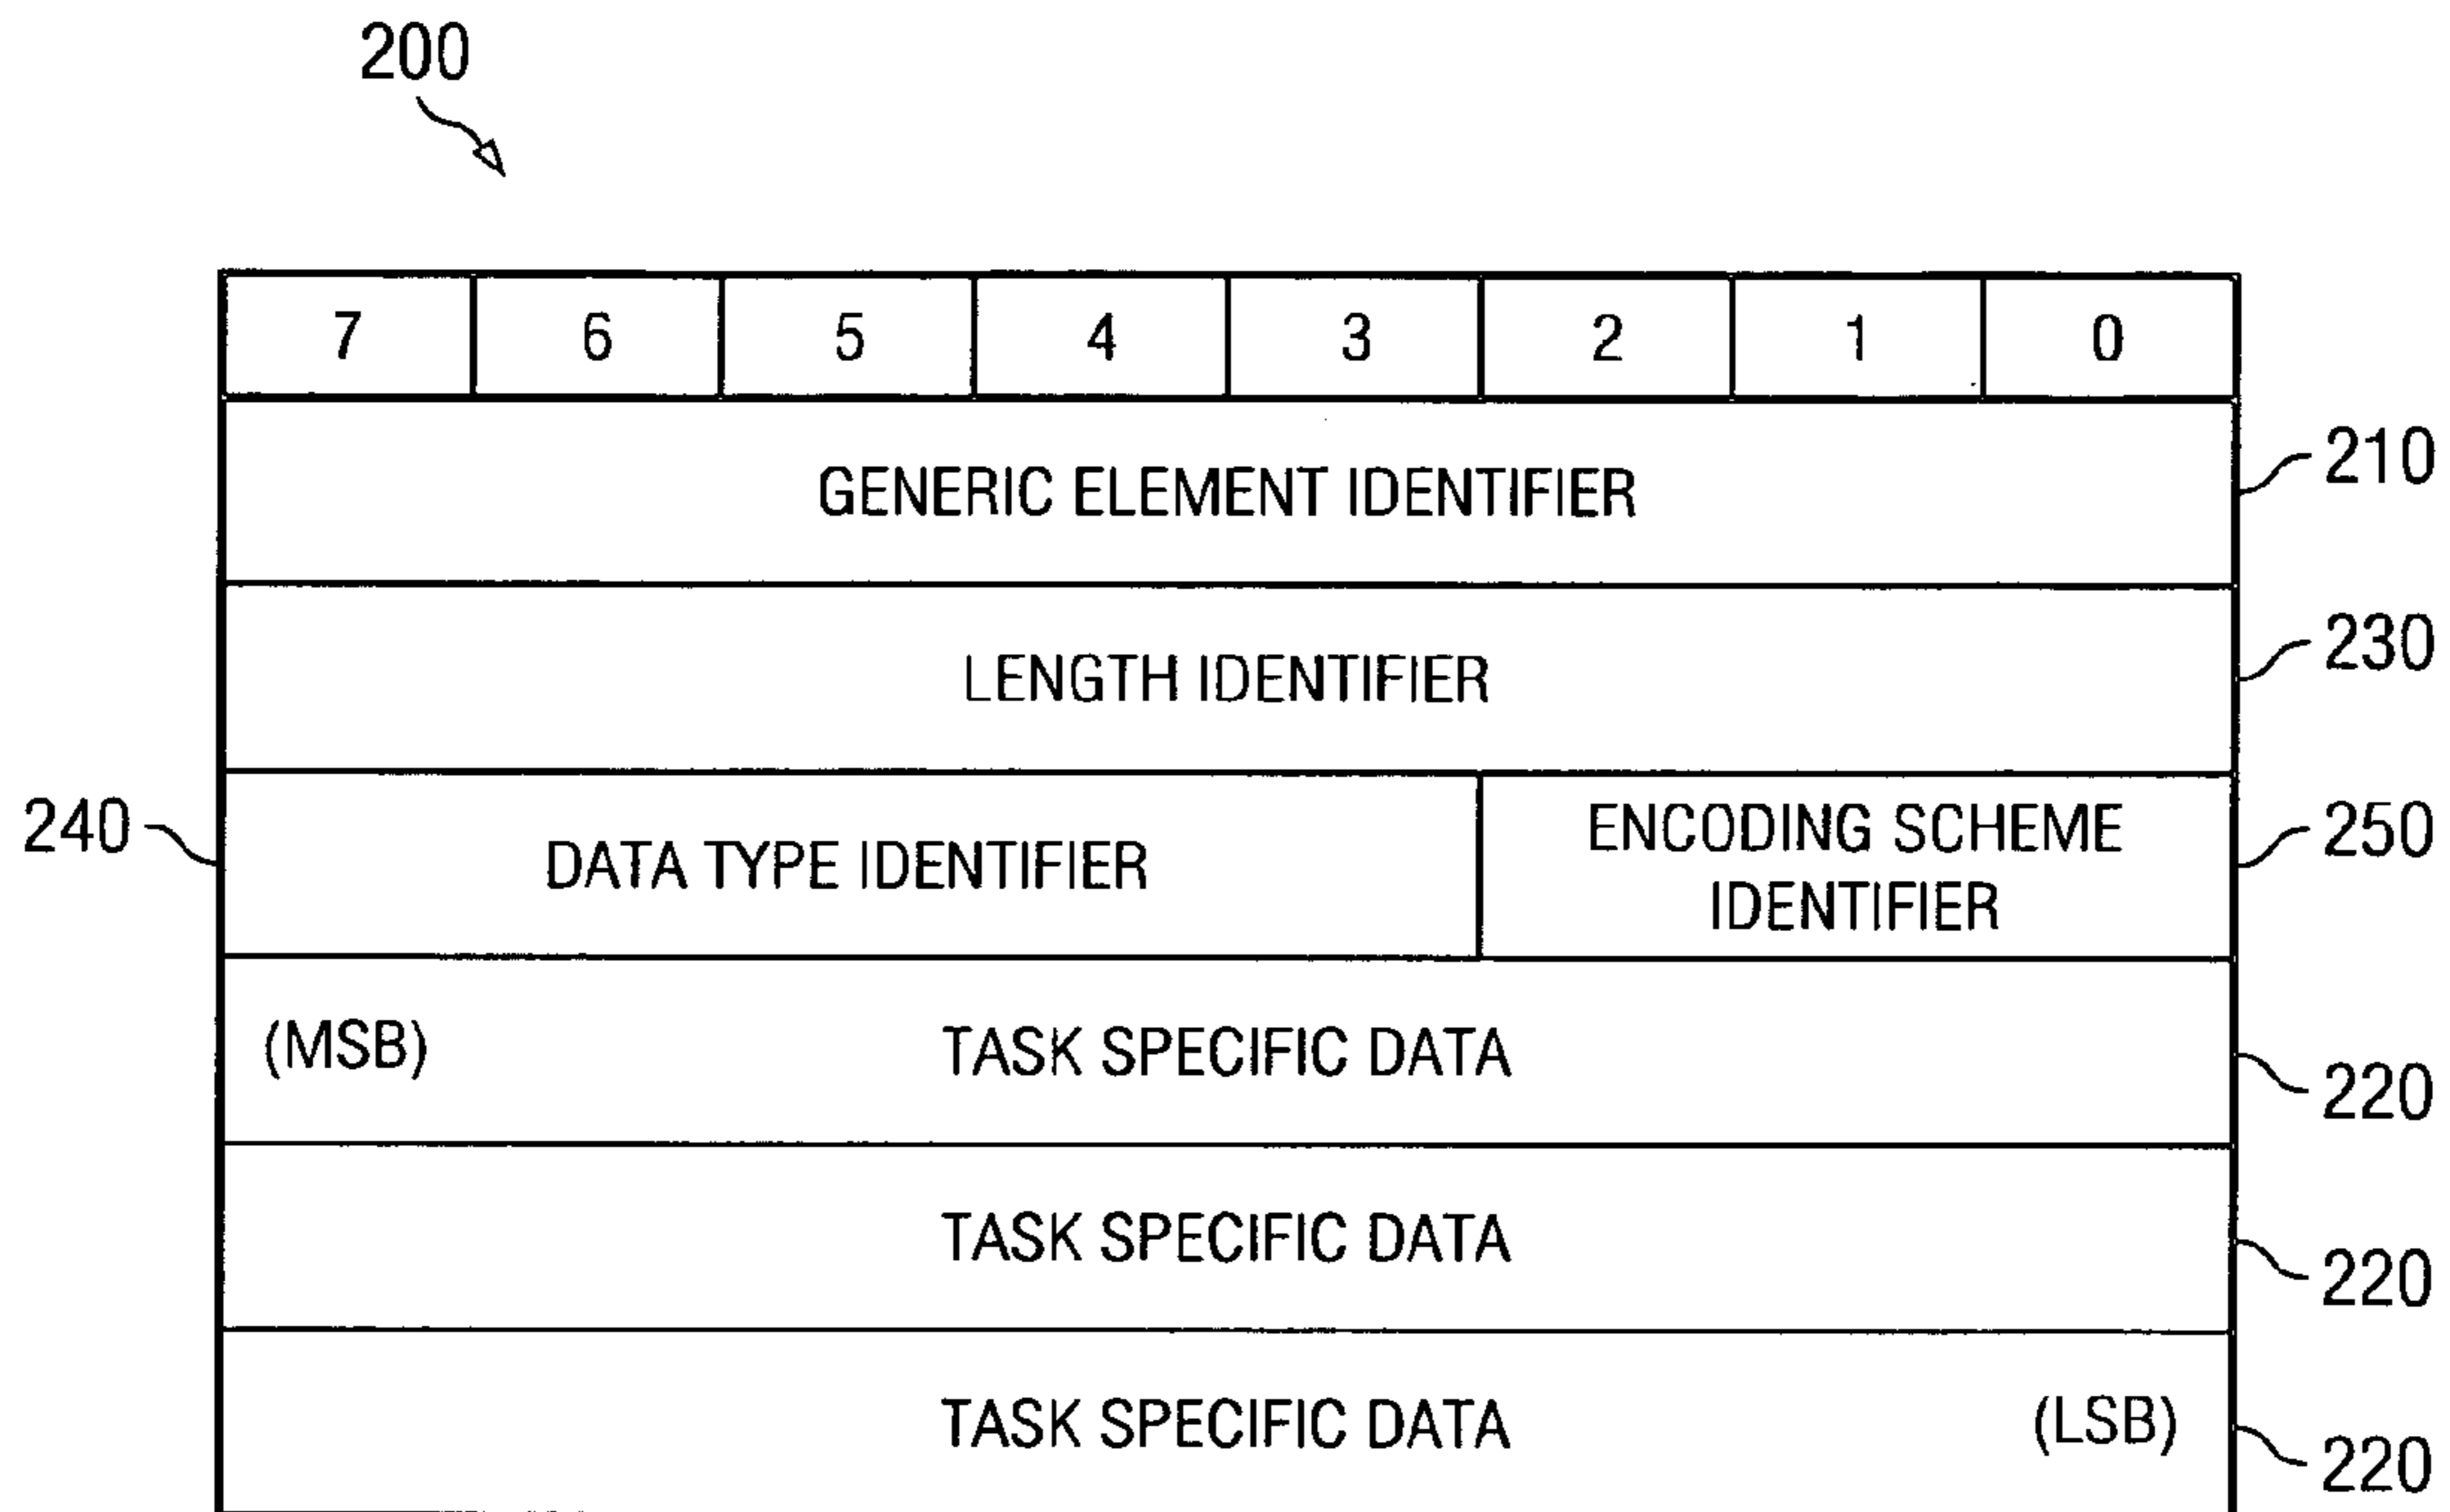 200
7 6 5 4 3 2 1 0
GENERIC ELEMENT IDENTIFIER 210
LENGTH IDENTIFIER 230
240 DATA TYPE IDENTIFIER ENCODING SCHEME IDENTIFIER 250
(MSB) TASK SPECIFIC DATA 220
TASK SPECIFIC DATA 220
TASK SPECIFIC DATA (LSB) 220